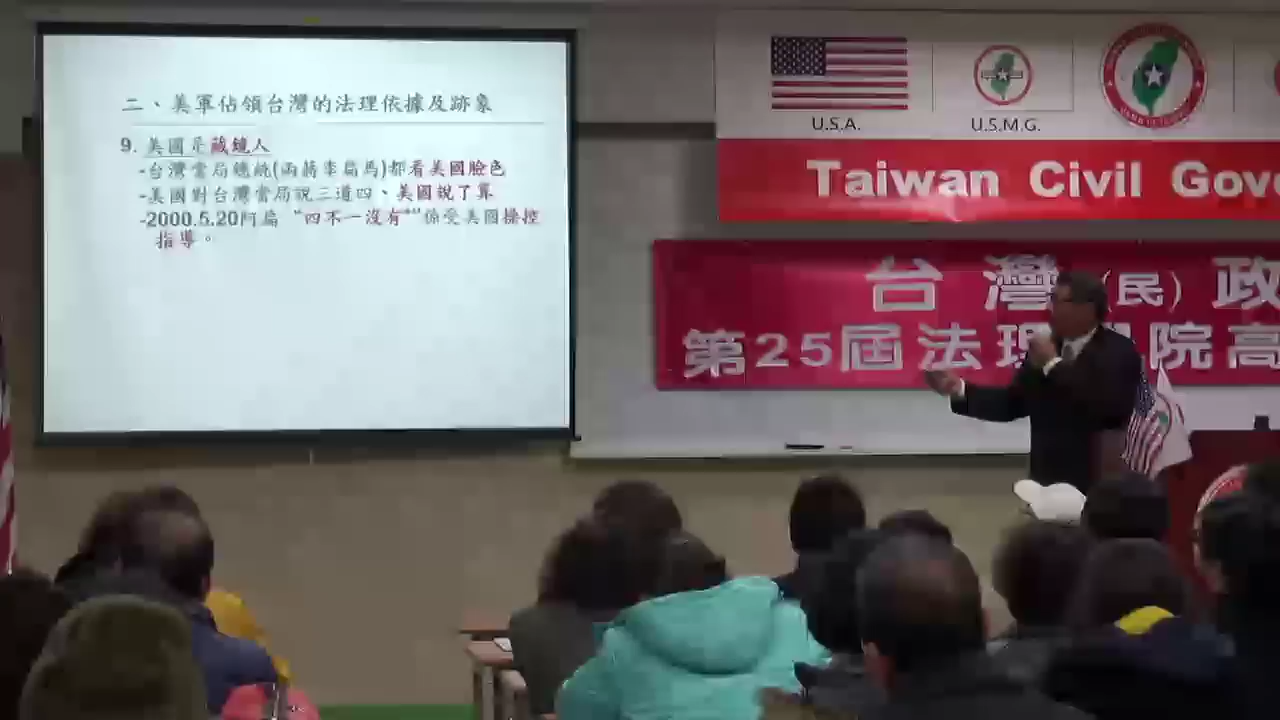 二、美軍佔領台灣的法理依據及跡象
9. 美國是藏鏡人
-台灣當局總統(兩蔣李扁馬)都看美國臉色
-美國對台灣當局說三道四、美國說了算
-2000.5.20阿扁“四不一沒有”係受美國操控
指導。
U.S.A.
U.S.M.G.
Taiwan Civil Gove
台灣(民)政
第25屆法理 院高